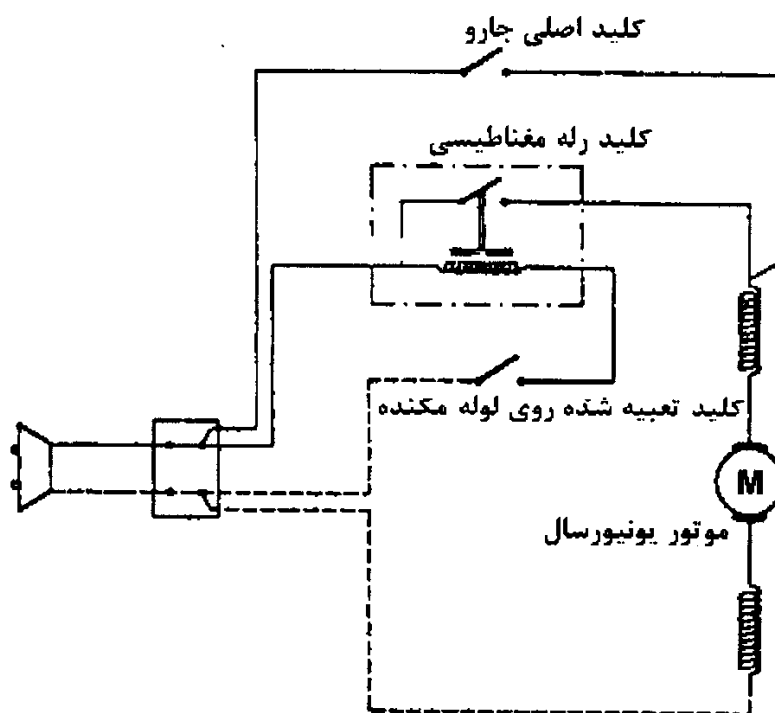 کلید اصلی جارو
کلید رله مغناطیسی
کلید تعبیه شده روی لوله مکنده
M
موتور یونیورسال